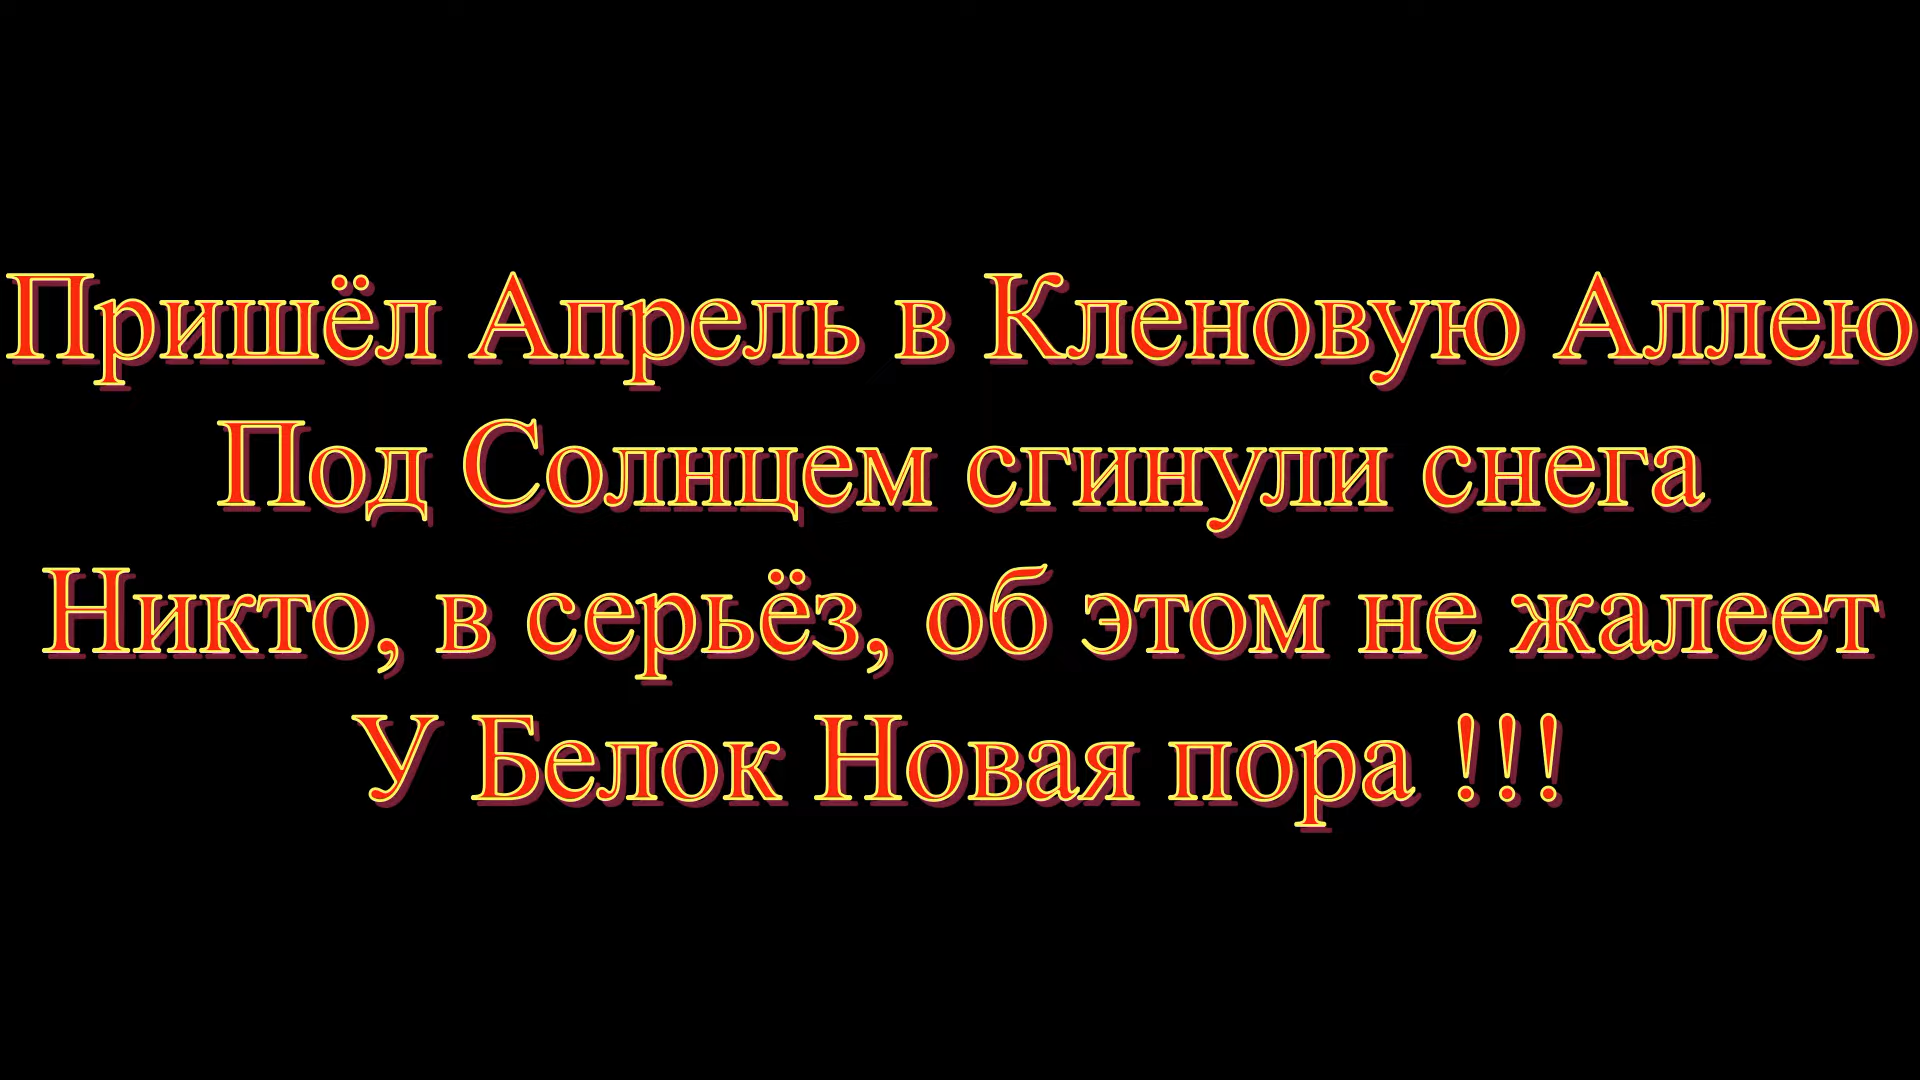 Пришёл Апрель в Кленовую Аллею
Под Солнцем сгинули снега
Никто, в серьёз, об этом не жалеет
У Белок Новая пора !!!